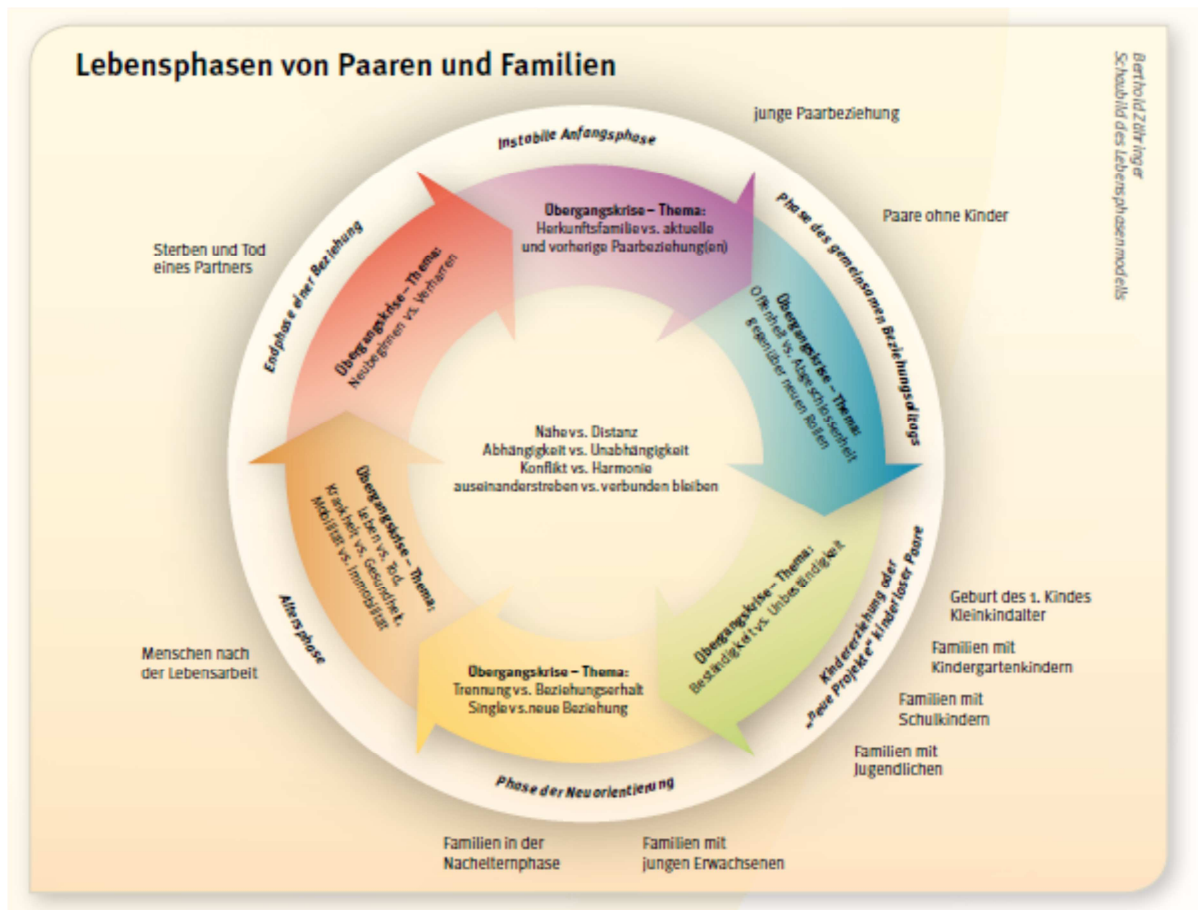 Lebensphasen von Paaren und Familien
Berthold Zähringer
Schaubild des Lebensphasenmodells
Instabile Anfangsphase
junge Paarbeziehung
Übergangskrise – Thema:
Herkunftsfamilie vs. aktuelle
und vorherige Paarbeziehung(en)
Phase des gemeinsamen Beziehungsalltags
Paare ohne Kinder
Übergangskrise – Thema:
Offenheit vs. Abgeschlossenheit
gegenüber neuen Rollen
Kindererziehung oder
„neue Projekte“ kinderloser Paare
Geburt des 1. Kindes
Kleinkindalter
Familien mit
Kindergartenkindern
Familien mit
Schulkindern
Familien mit
Jugendlichen
Übergangskrise – Thema:
Beständigkeit vs. Unbeständigkeit
Phase der Neuorientierung
Familien mit
jungen Erwachsenen
Familien in der
Nachelternphase
Übergangskrise – Thema:
Trennung vs. Beziehungserhalt
Single vs. neue Beziehung
Altersphase
Menschen nach
der Lebensarbeit
Übergangskrise – Thema:
Leben vs. Tod,
Krankheit vs. Gesundheit,
Mobilität vs. Immobilität
Endphase einer Beziehung
Sterben und Tod
eines Partners
Übergangskrise – Thema:
Neubeginnen vs. Verharren
Nähe vs. Distanz
Abhängigkeit vs. Unabhängigkeit
Konflikt vs. Harmonie
auseinanderstreben vs. verbunden bleiben